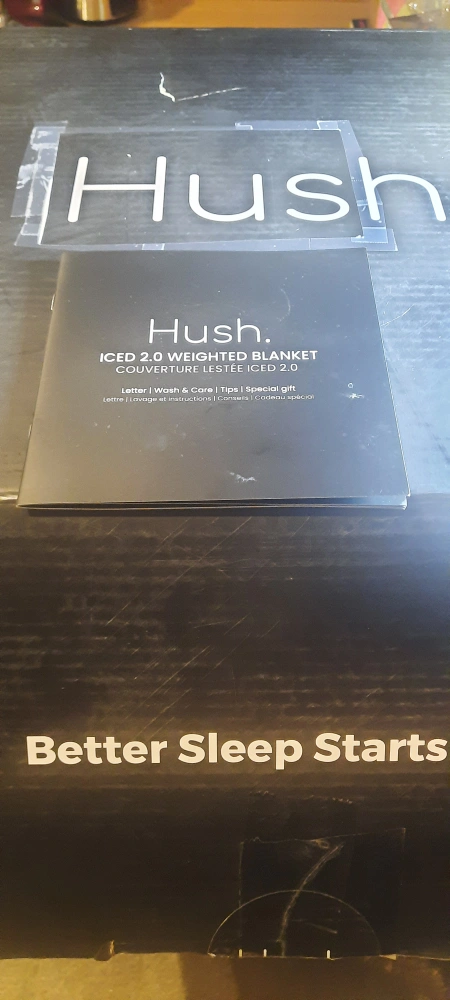 Hush
Hush.
ICED 2.0 WEIGHTED BLANKET
COUVERTURE LESTÉE ICED 2.0
Letter | Wash & Care | Tips | Special gift
Lettre | Lavage et instructions | Conseils | Cadeau spécial
Better Sleep Starts